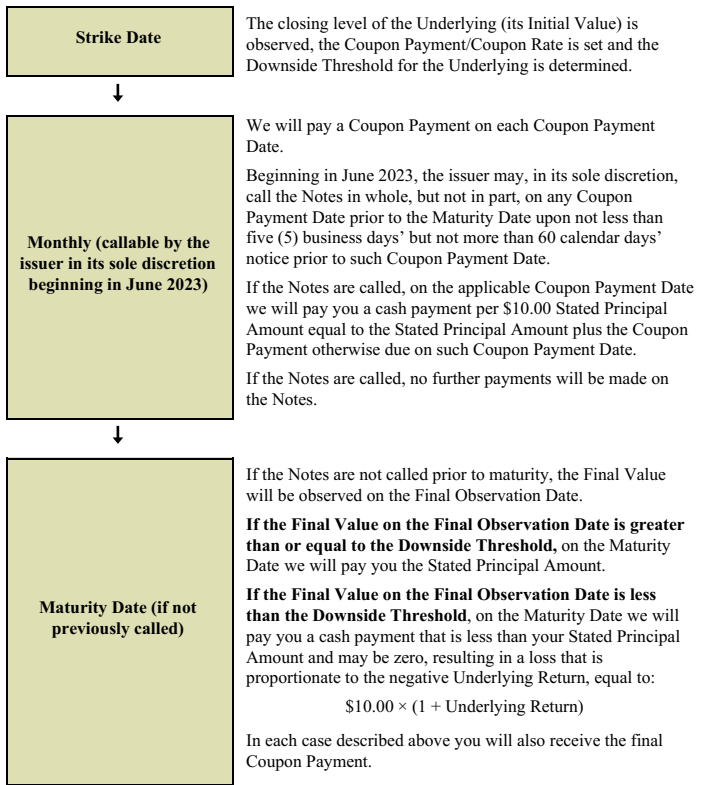 Strike Date
The closing level of the Underlying (its Initial Value) is
observed, the Coupon Payment/Coupon Rate is set and the
Downside Threshold for the Underlying is determined.
Monthly (callable by the
issuer in its sole discretion
beginning in June 2023)
We will pay a Coupon Payment on each Coupon Payment
Date.
Beginning in June 2023, the issuer may, in its sole discretion,
call the Notes in whole, but not in part, on any Coupon
Payment Date prior to the Maturity Date upon not less than
five (5) business days’ but not more than 60 calendar days’
notice prior to such Coupon Payment Date.
If the Notes are called, on the applicable Coupon Payment Date
we will pay you a cash payment per $10.00 Stated Principal
Amount equal to the Stated Principal Amount plus the Coupon
Payment otherwise due on such Coupon Payment Date.
If the Notes are called, no further payments will be made on
the Notes.
Maturity Date (if not
previously called)
If the Notes are not called prior to maturity, the Final Value
will be observed on the Final Observation Date.
If the Final Value on the Final Observation Date is greater
than or equal to the Downside Threshold, on the Maturity
Date we will pay you the Stated Principal Amount.
If the Final Value on the Final Observation Date is less
than the Downside Threshold, on the Maturity Date we will
pay you a cash payment that is less than your Stated Principal
Amount and may be zero, resulting in a loss that is
proportionate to the negative Underlying Return, equal to:
$10.00 × (1 + Underlying Return)
In each case described above you will also receive the final
Coupon Payment.